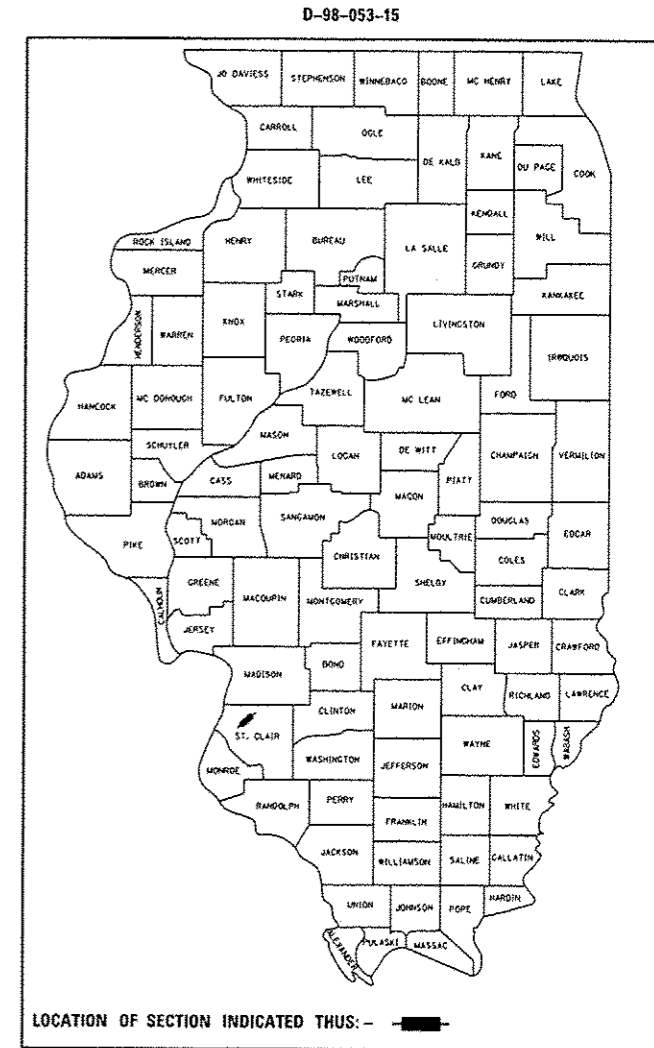 D-98-053-15
JO DAVIESS STEPHENSON WINNEBAGO BOONE MC HENRY LAKE
CARROLL OGLE DE KALB KANE DU PAGE COOK
WHITESIDE LEE KENDALL WILL
ROCK ISLAND HENRY BUREAU LA SALLE GRUNDY
MERCER PUTNAM KANKAKEE
STARK MARSHALL
HENDERSON WARREN KNOX PEORIA WOODFORD LIVINGSTON IROQUOIS
HANCOCK MC DONOUGH FULTON TAZEWELL MC LEAN FORD
SCHUYLER MASON LOGAN DE WITT CHAMPAIGN VERMILION
ADAMS BROWN CASS MENARD MACON PIATT
PIKE SCOTT MORGAN SANGAMON CHRISTIAN MOULTRIE DOUGLAS EDGAR
COLES
CALHOUN GREENE MACOUPIN MONTGOMERY SHELBY CUMBERLAND CLARK
JERSEY FAYETTE EFFINGHAM JASPER CRAWFORD
MADISON BOND CLAY RICHLAND LAWRENCE
ST. CLAIR CLINTON MARION WAYNE EDWARDS WABASH
MONROE WASHINGTON JEFFERSON
RANDOLPH PERRY HAMILTON WHITE
FRANKLIN
JACKSON WILLIAMSON SALINE GALLATIN
UNION JOHNSON POPE HARDIN
ALEXANDER PULASKI MASSAC
LOCATION OF SECTION INDICATED THUS: -